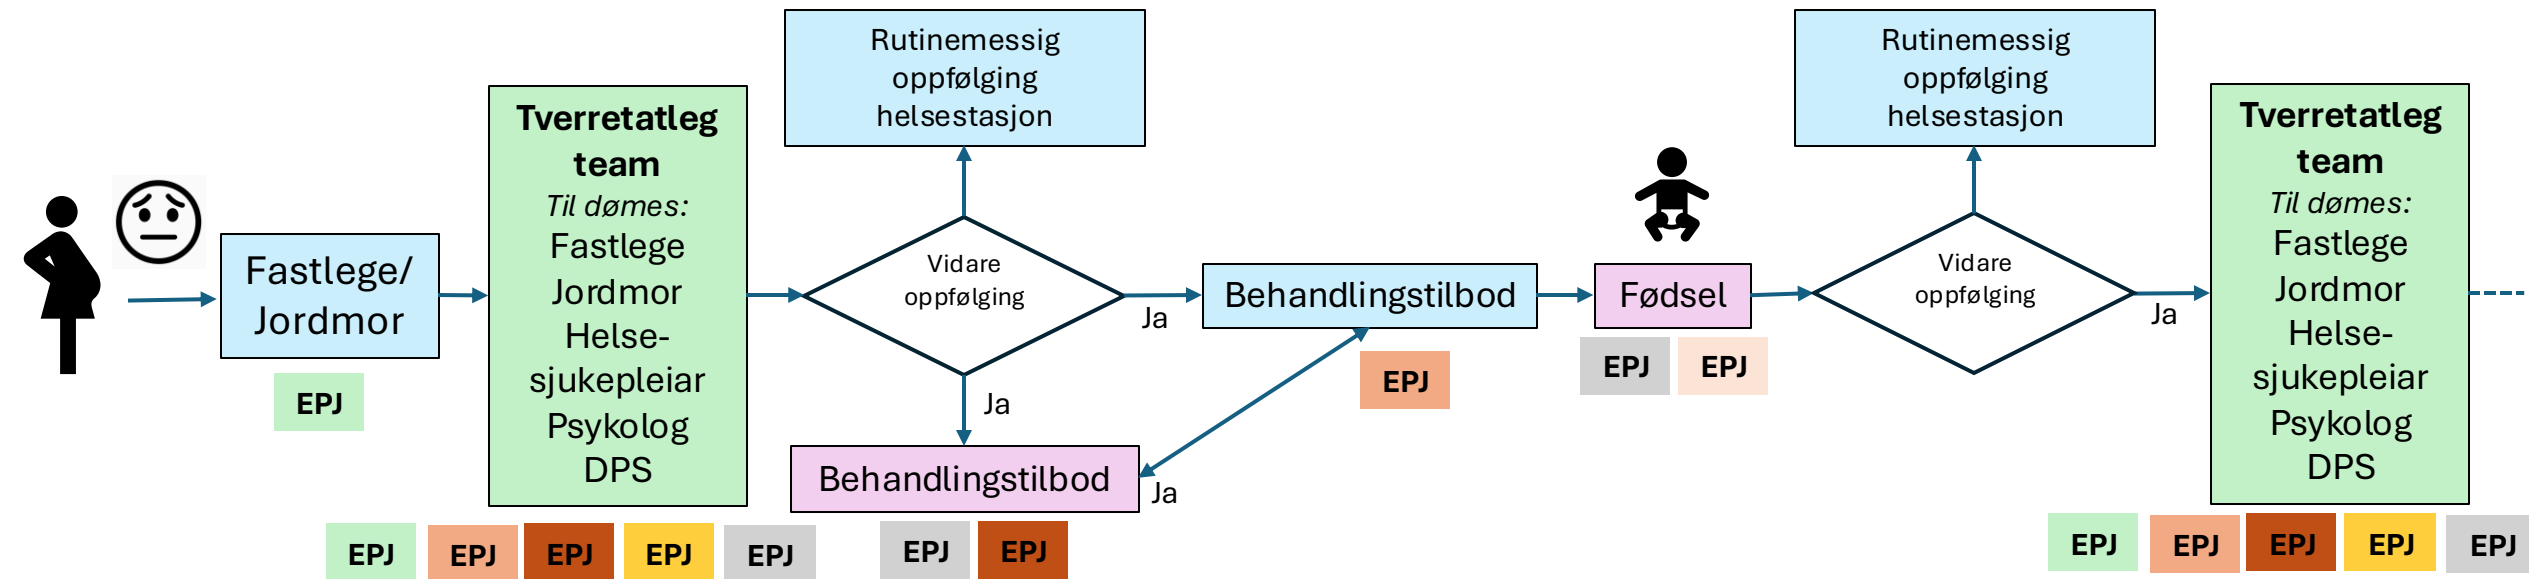 Fastlege/
Jordmor
EPJ
Tverretatleg
team
Til dømes:
Fastlege
Jordmor
Helse-
sjukepleiar
Psykolog
DPS
EPJ EPJ EPJ EPJ EPJ
Rutinemessig
oppfølging
helsestasjon
Vidare
oppfølging
Ja
Ja
Behandlingstilbod
Ja
EPJ EPJ
Behandlingstilbod
EPJ
Fødsel
EPJ EPJ
Rutinemessig
oppfølging
helsestasjon
Vidare
oppfølging
Ja
Tverretatleg
team
Til dømes:
Fastlege
Jordmor
Helse-
sjukepleiar
Psykolog
DPS
EPJ EPJ EPJ EPJ EPJ